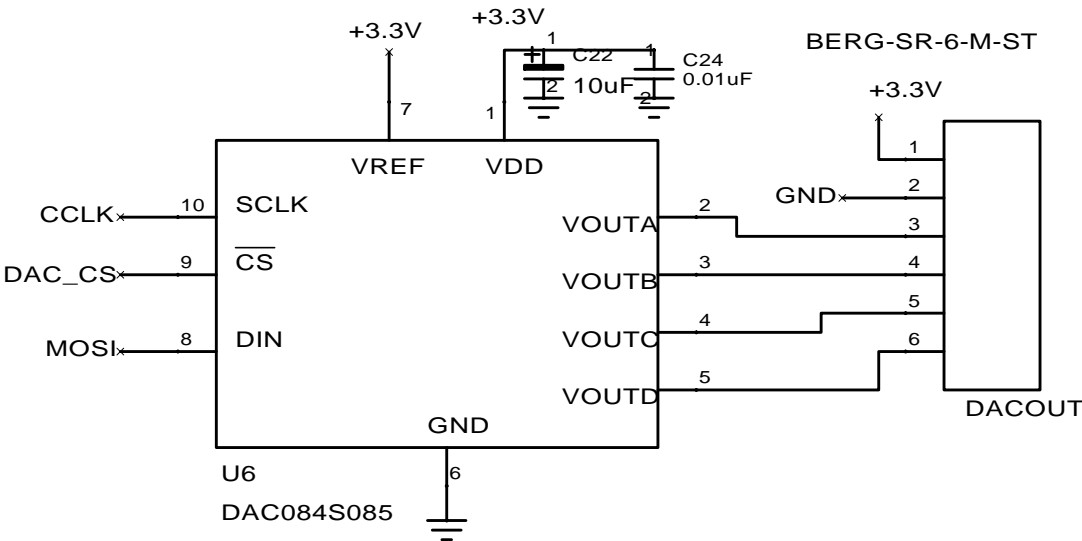 +3.3V
+3.3V
BERG-SR-6-M-ST
1
1
C22
C24
2
10uF
2
0.01uF
+3.3V
7
1
1
VREF
VDD
2
GND
CCLK
10
SCLK
VOUTA
2
3
DAC_CS
9
CS
VOUTB
3
4
5
MOSI
8
DIN
VOUTC
4
6
VOUTD
5
DACOUT
GND
U6
6
DAC084S085